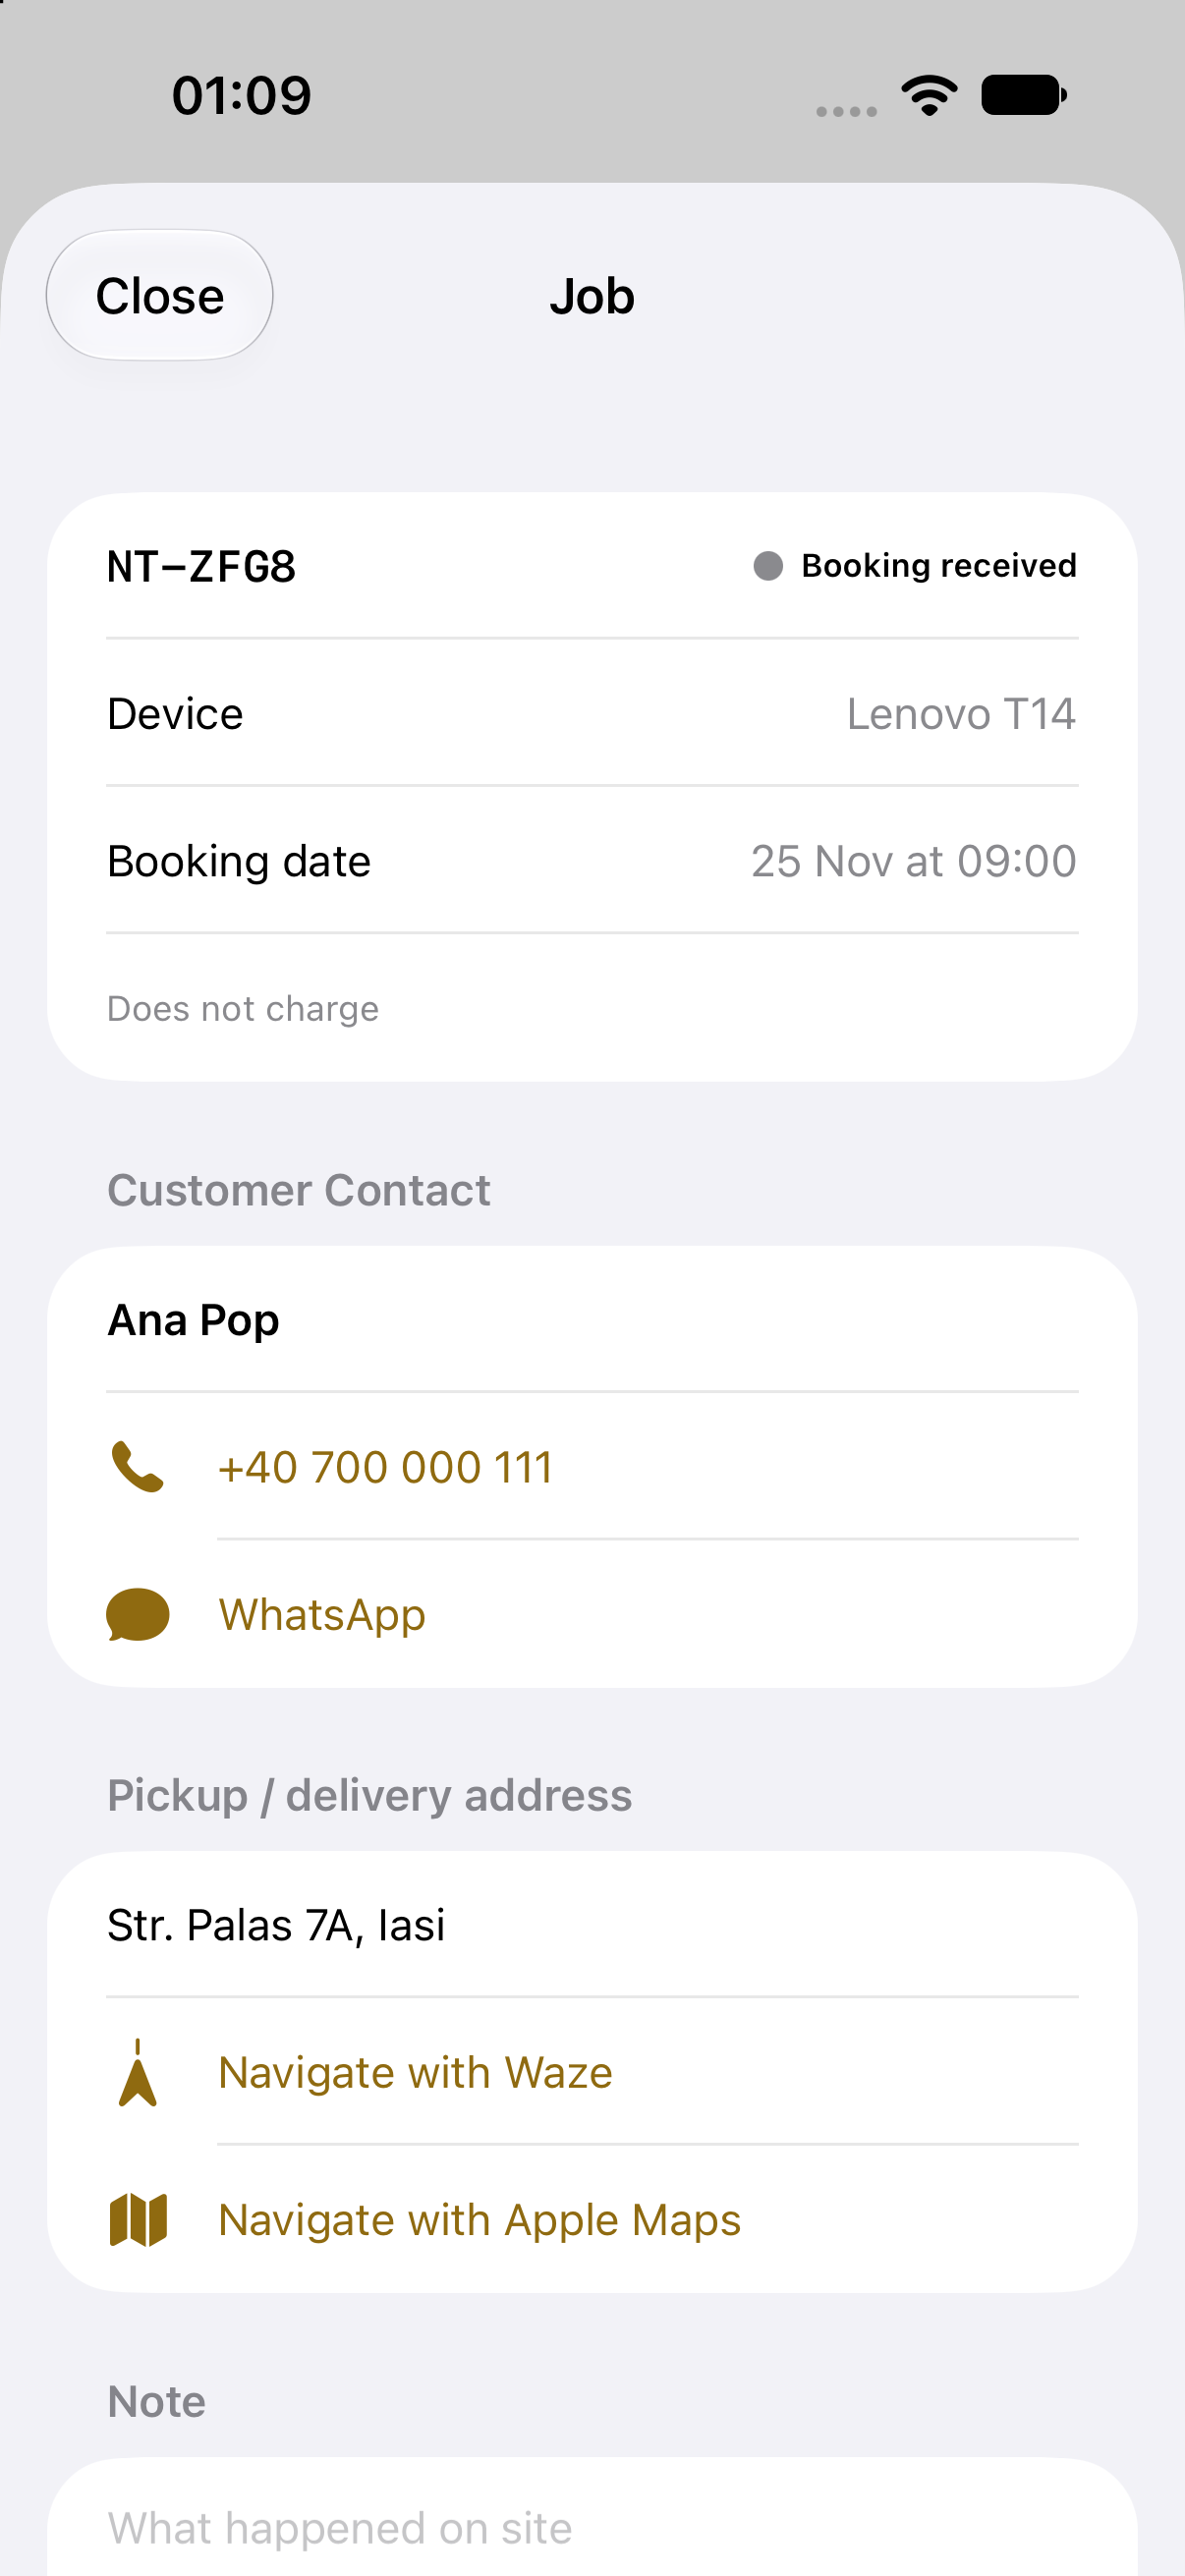 01:09
Close
Job
NT-ZFG8
Booking received
Device
Lenovo T14
Booking date
25 Nov at 09:00
Does not charge
Customer Contact
Ana Pop
+40 700 000 111
WhatsApp
Pickup / delivery address
Str. Palas 7A, Iasi
Navigate with Waze
Navigate with Apple Maps
Note
What happened on site